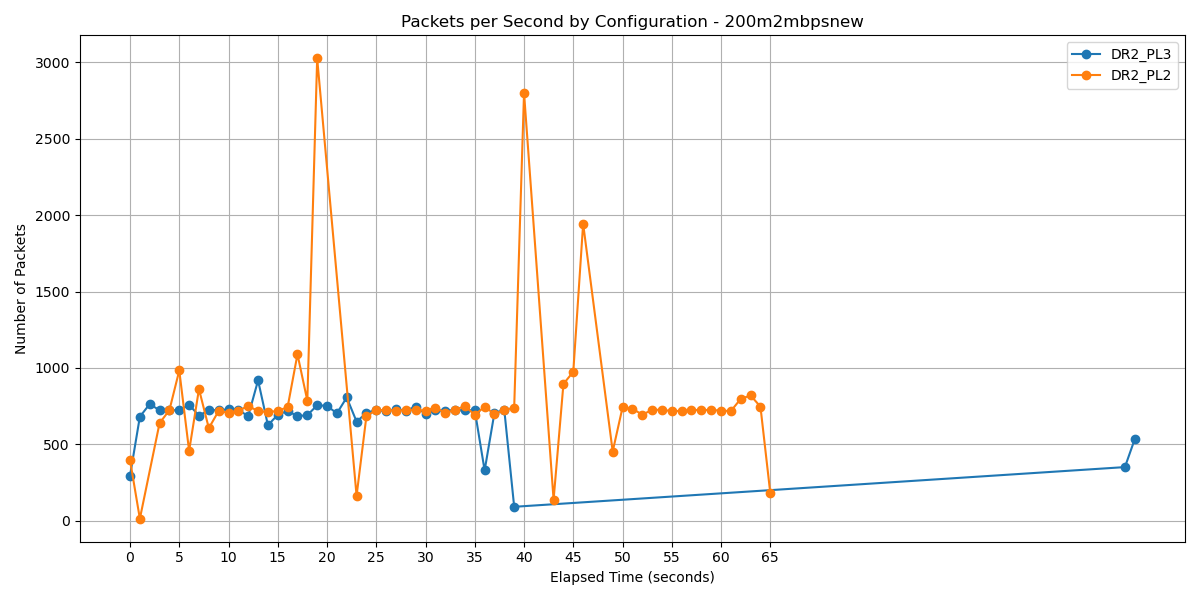 Packets per Second by Configuration - 200m2mbpsnew
DR2_PL3
DR2_PL2
Number of Packets
3000
2500
2000
1500
1000
500
0
0 5 10 15 20 25 30 35 40 45 50 55 60 65
Elapsed Time (seconds)